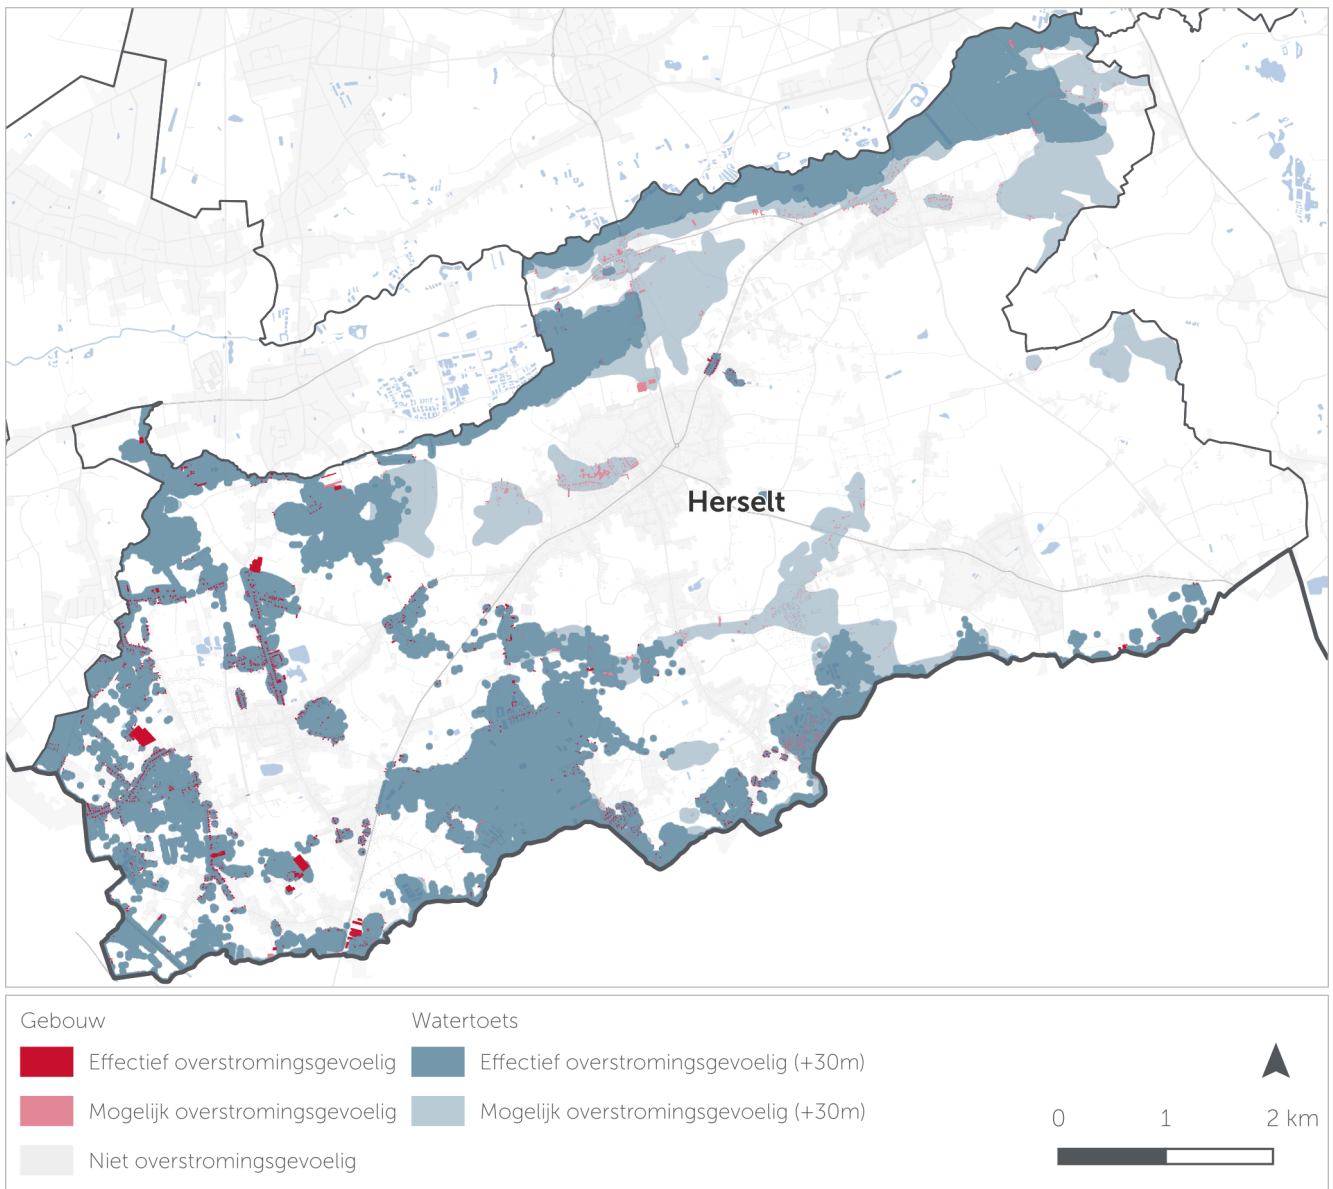 Herselt
Gebouw
Watertoets
Effectief overstromingsgevoelig
Effectief overstromingsgevoelig (+30m)
Mogelijk overstromingsgevoelig
Mogelijk overstromingsgevoelig (+30m)
Niet overstromingsgevoelig
0 1 2 km